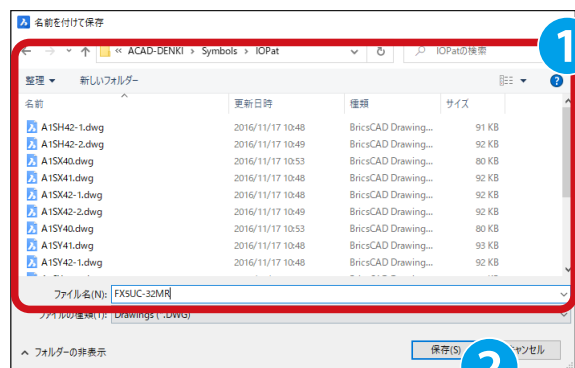 名前を付けて保存
« ACAD-DENKI › Symbols › IOPat
IOPatの検索
1
整理 ▼ 新しいフォルダー
?
名前 更新日時 種類 サイズ
A1SH42-1.dwg 2016/11/17 10:48 BricsCAD Drawing... 91 KB
A1SH42-2.dwg 2016/11/17 10:49 BricsCAD Drawing... 92 KB
A1SX40.dwg 2016/11/17 10:53 BricsCAD Drawing... 80 KB
A1SX41.dwg 2016/11/17 10:48 BricsCAD Drawing... 92 KB
A1SX42-1.dwg 2016/11/17 10:48 BricsCAD Drawing... 92 KB
A1SX42-2.dwg 2016/11/17 10:49 BricsCAD Drawing... 92 KB
A1SY40.dwg 2016/11/17 10:53 BricsCAD Drawing... 80 KB
A1SY41.dwg 2016/11/17 10:48 BricsCAD Drawing... 93 KB
A1SY42-1.dwg 2016/11/17 10:48 BricsCAD Drawing... 92 KB
ファイル名(N): FX5UC-32MR
ファイルの種類(T): Drawings (*.DWG)
フォルダーの非表示
保存(S)
ャンセル
2